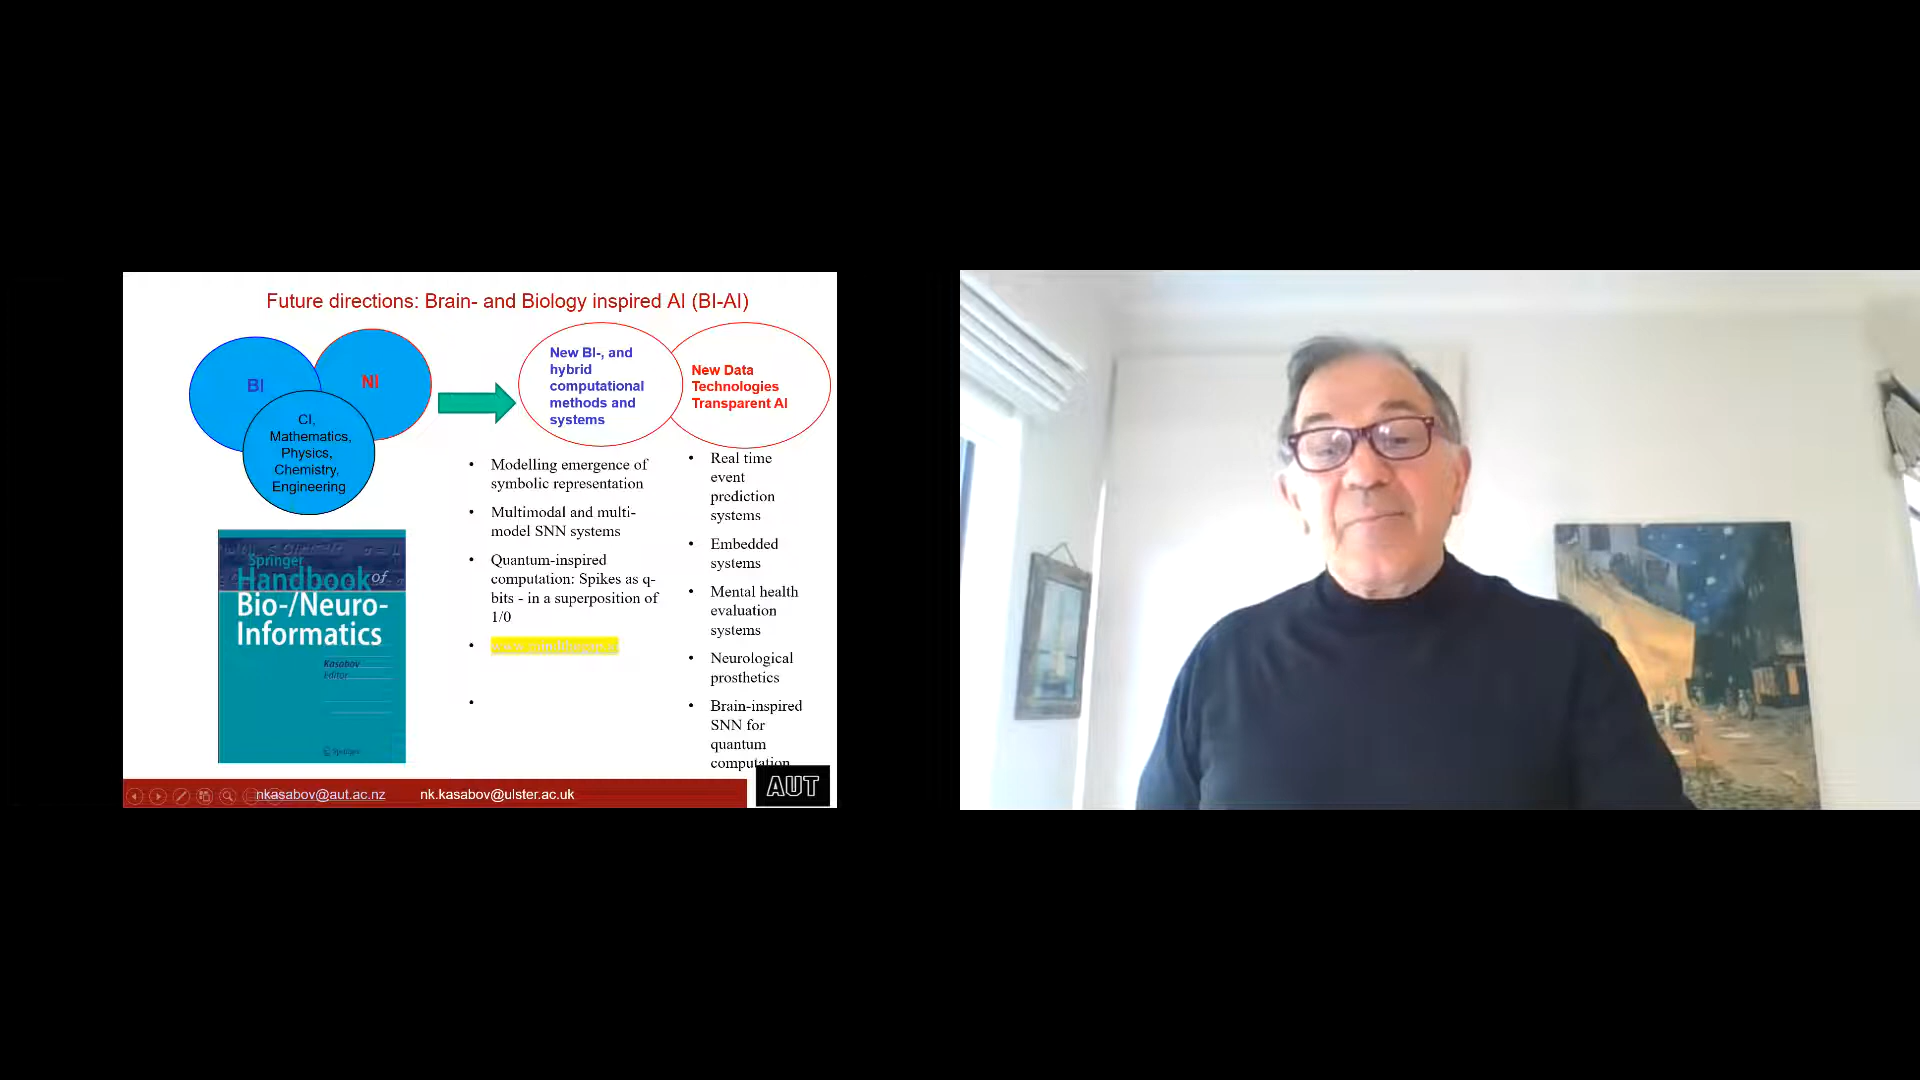 Future directions: Brain- and Biology inspired AI (BI-AI)
BI
NI
CI,
Mathematics,
Physics,
Chemistry,
Engineering
New BI-, and
hybrid
computational
methods and
systems
New Data
Technologies
Transparent AI
• Modelling emergence of
symbolic representation
• Multimodal and multi-
model SNN systems
• Quantum-inspired
computation: Spikes as q-
bits - in a superposition of
1/0
•
•
• Real time
event
prediction
systems
• Embedded
systems
• Mental health
evaluation
systems
• Neurological
prosthetics
• Brain-inspired
SNN for
quantum
computation
Springer
Handbook of
Bio-/Neuro-
Informatics
Kasabov
Editor
Springer
nkasabov@aut.ac.nz
nk.kasabov@ulster.ac.uk
AUT